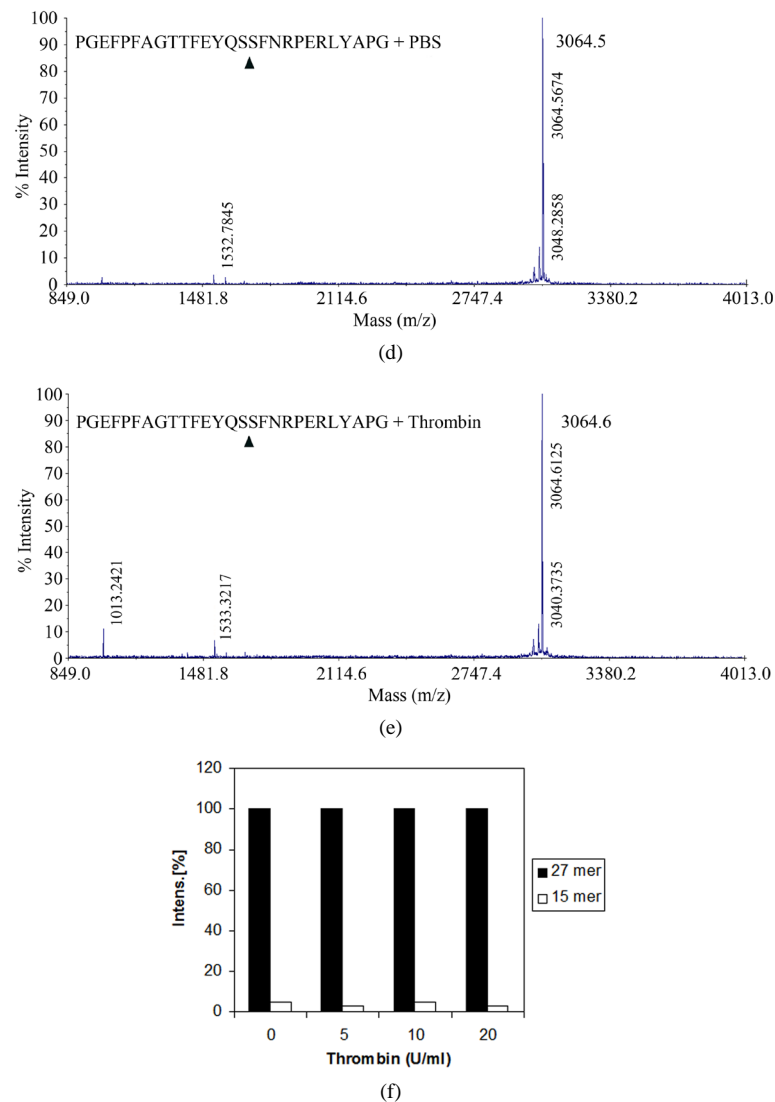 100
90
80
70
60
50
40
30
20
10
0
% Intensity
PGEFPFAGTTFEYQSSFNRPERLYAPG + PBS
3064.5
3064.5674
3048.2858
1532.7845
849.0 1481.8 2114.6 2747.4 3380.2 4013.0
Mass (m/z)
(d)
100
90
80
70
60
50
40
30
20
10
0
% Intensity
PGEFPFAGTTFEYQSSFNRPERLYAPG + Thrombin
3064.6
3064.6125
3040.3735
1013.2421
1533.3217
849.0 1481.8 2114.6 2747.4 3380.2 4013.0
Mass (m/z)
(e)
120
100
80
60
40
20
0
Intens.[%]
27 mer
15 mer
0 5 10 20
Thrombin (U/ml)
(f)